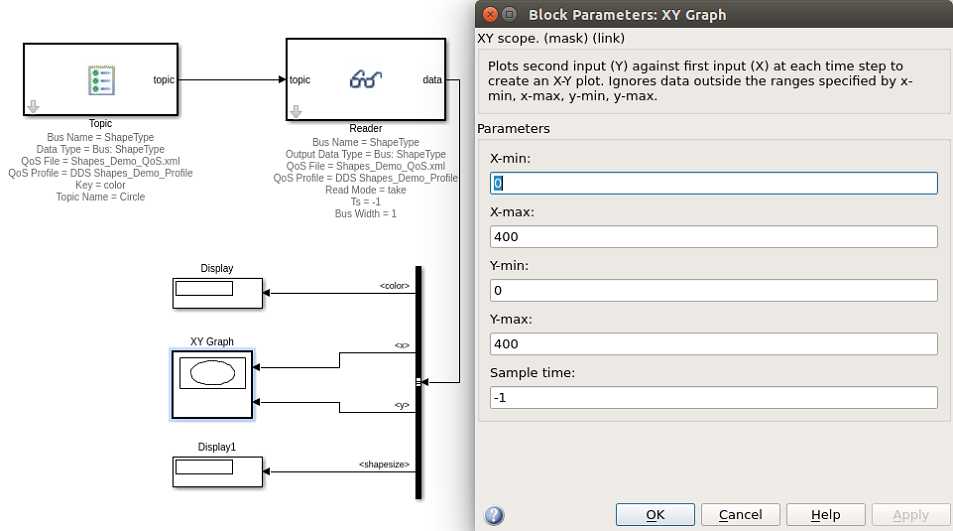 topic
Topic
Bus Name = ShapeType
Data Type = Bus: ShapeType
QoS File = Shapes_Demo_QoS.xml
QoS Profile = DDS Shapes_Demo_Profile
Key = color
Topic Name = Circle
topic
data
Reader
Bus Name = ShapeType
Output Data Type = Bus: ShapeType
QoS File = Shapes_Demo_QoS.xml
QoS Profile = DDS Shapes_Demo_Profile
Read Mode = take
Ts = -1
Bus Width = 1
Display
<color>
XY Graph
<x>
<y>
Display1
<shapesize>
Block Parameters: XY Graph
XY scope. (mask) (link)
Plots second input (Y) against first input (X) at each time step to
create an X-Y plot. Ignores data outside the ranges specified by x-
min, x-max, y-min, y-max.
Parameters
X-min:
0
X-max:
400
Y-min:
0
Y-max:
400
Sample time:
-1
?
OK
Cancel
Help
Apply